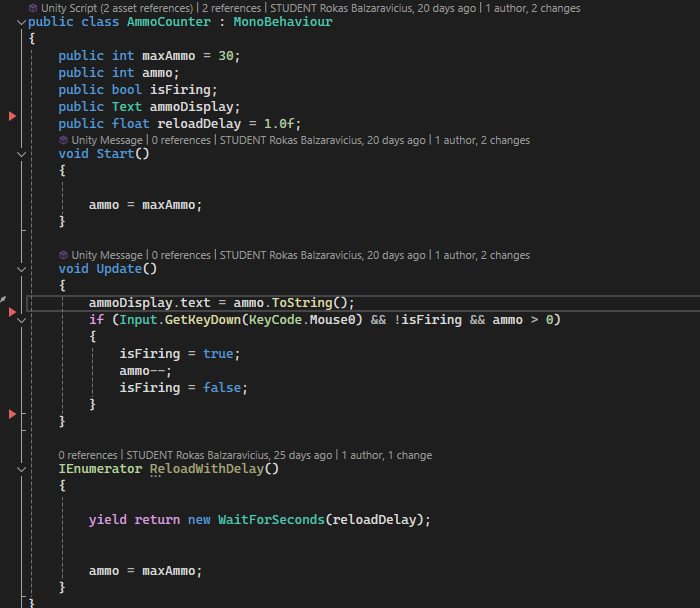 Unity Script (2 asset references) | 2 references | STUDENT Rokas Balzaravicius, 20 days ago | 1 author, 2 changes
public class AmmoCounter : MonoBehaviour
{
public int maxAmmo = 30;
public int ammo;
public bool isFiring;
public Text ammoDisplay;
public float reloadDelay = 1.0f;
Unity Message | 0 references | STUDENT Rokas Balzaravicius, 20 days ago | 1 author, 2 changes
void Start()
{
ammo = maxAmmo;
}
Unity Message | 0 references | STUDENT Rokas Balzaravicius, 20 days ago | 1 author, 2 changes
void Update()
{
ammoDisplay.text = ammo.ToString();
if (Input.GetKeyDown(KeyCode.Mouse0) && !isFiring && ammo > 0)
{
isFiring = true;
ammo--;
isFiring = false;
}
}
0 references | STUDENT Rokas Balzaravicius, 25 days ago | 1 author, 1 change
IEnumerator ReloadWithDelay()
{
yield return new WaitForSeconds(reloadDelay);
ammo = maxAmmo;
}
}